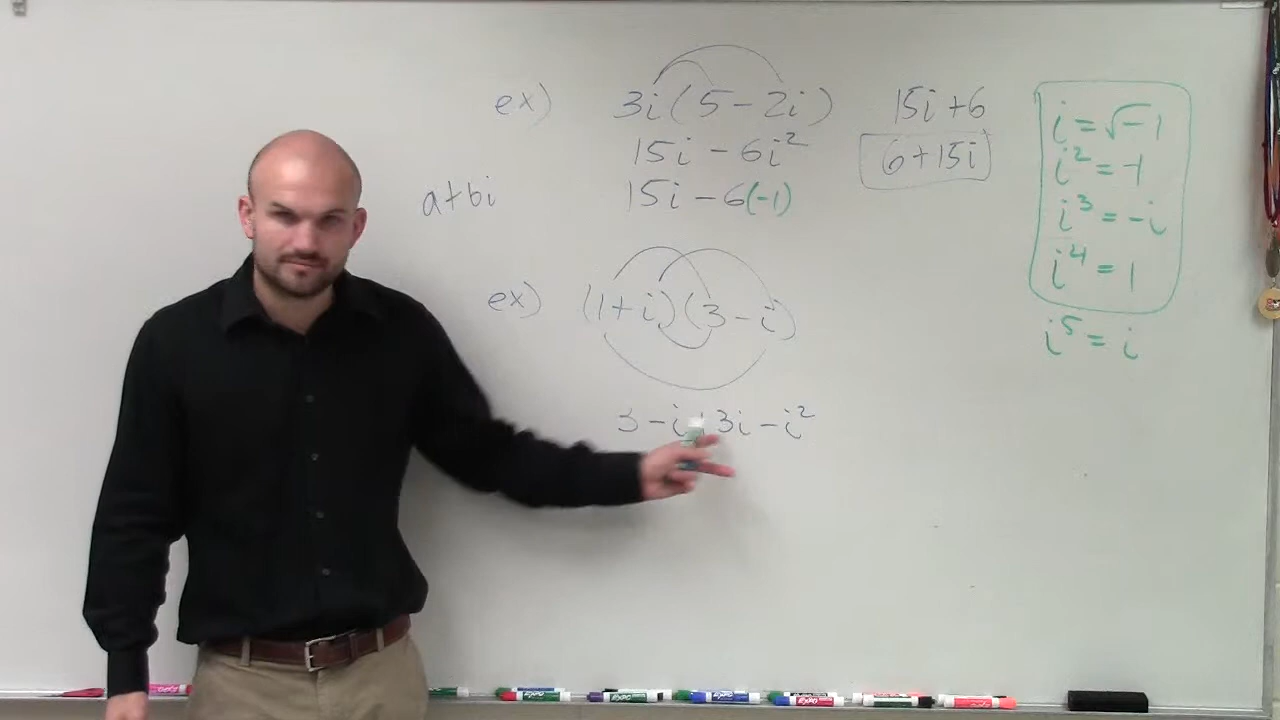 ex) 3i(5-2i)
15i-6i²
15i-6(-1)
15i+6
6+15i
a+bi
ex) (1+i)(3-i)
3-i+3i-i²
i=√-1
i²=-1
i³=-i
i⁴=1
i⁵=i